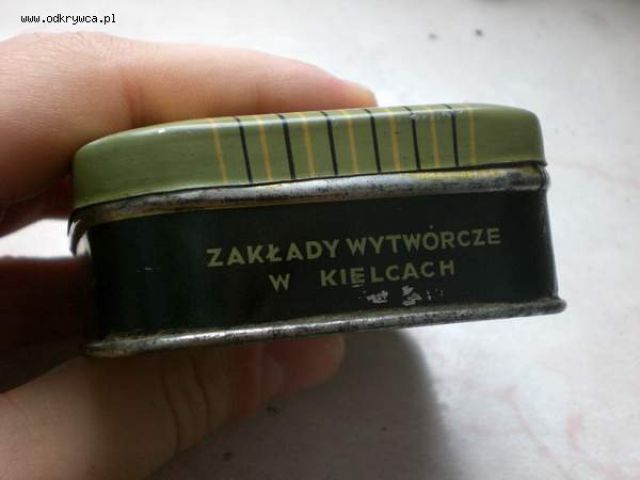 www.odkrywca.pl
ZAKŁADY WYTWÓRCZE
W KIELCACH